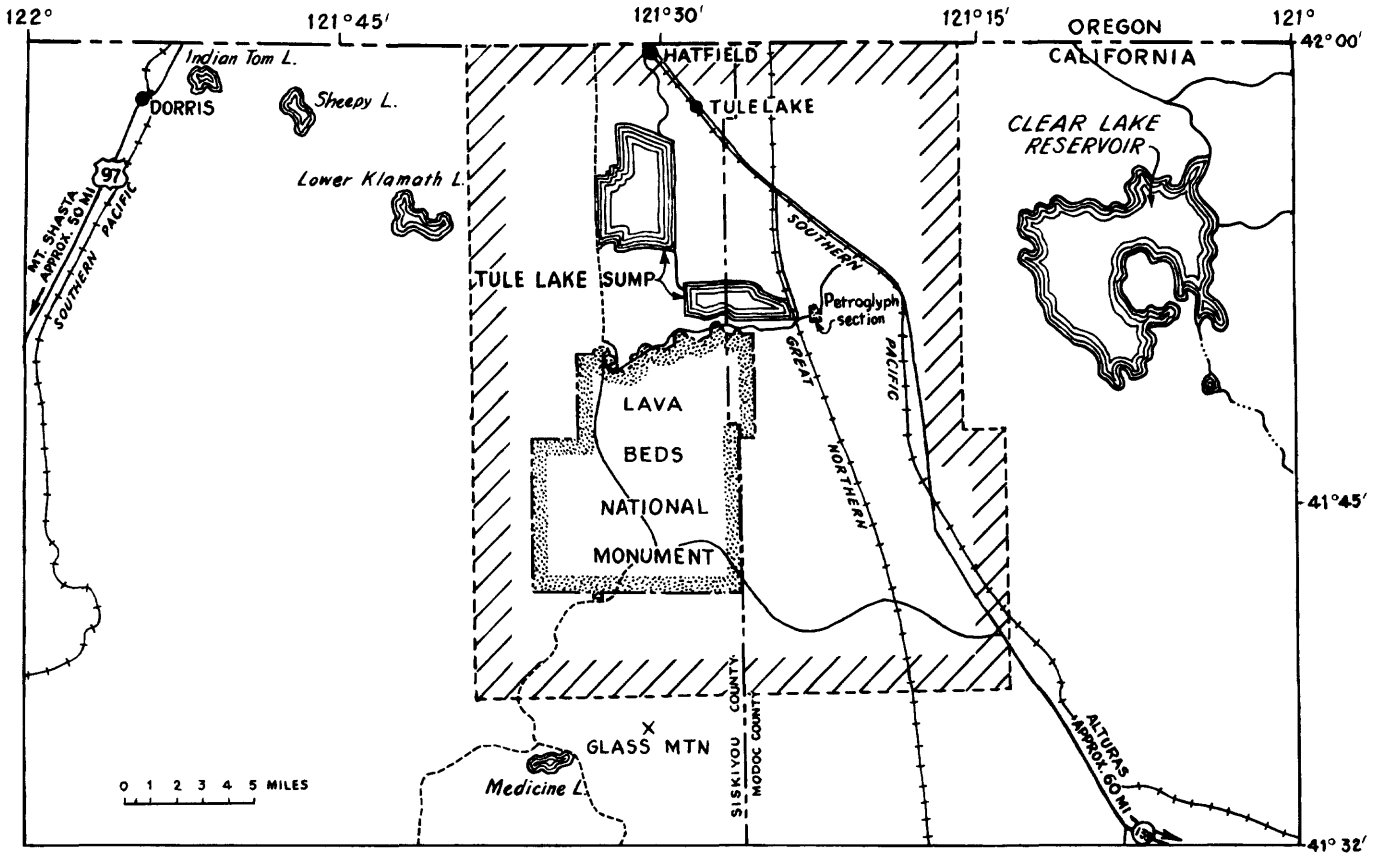 122°
121°45'
121°30'
121°15'
121°
OREGON
CALIFORNIA
42°00'
Indian Tom L.
HATFIELD
DORRIS
Sheepy L.
TULELAKE
CLEAR LAKE
RESERVOIR
97
Lower Klamath L.
MT. SHASTA
APPROX. 50 MI
SOUTHERN
PACIFIC
SOUTHERN
TULE LAKE SUMP
Petroglyph
section
GREAT
PACIFIC
LAVA
BEDS
NATIONAL
MONUMENT
NORTHERN
41°45'
SISKIYOU COUNTY
MODOC COUNTY
GLASS MTN
Medicine L.
ALTURAS
APPROX. 60 MI
0 1 2 3 4 5 MILES
41°32'